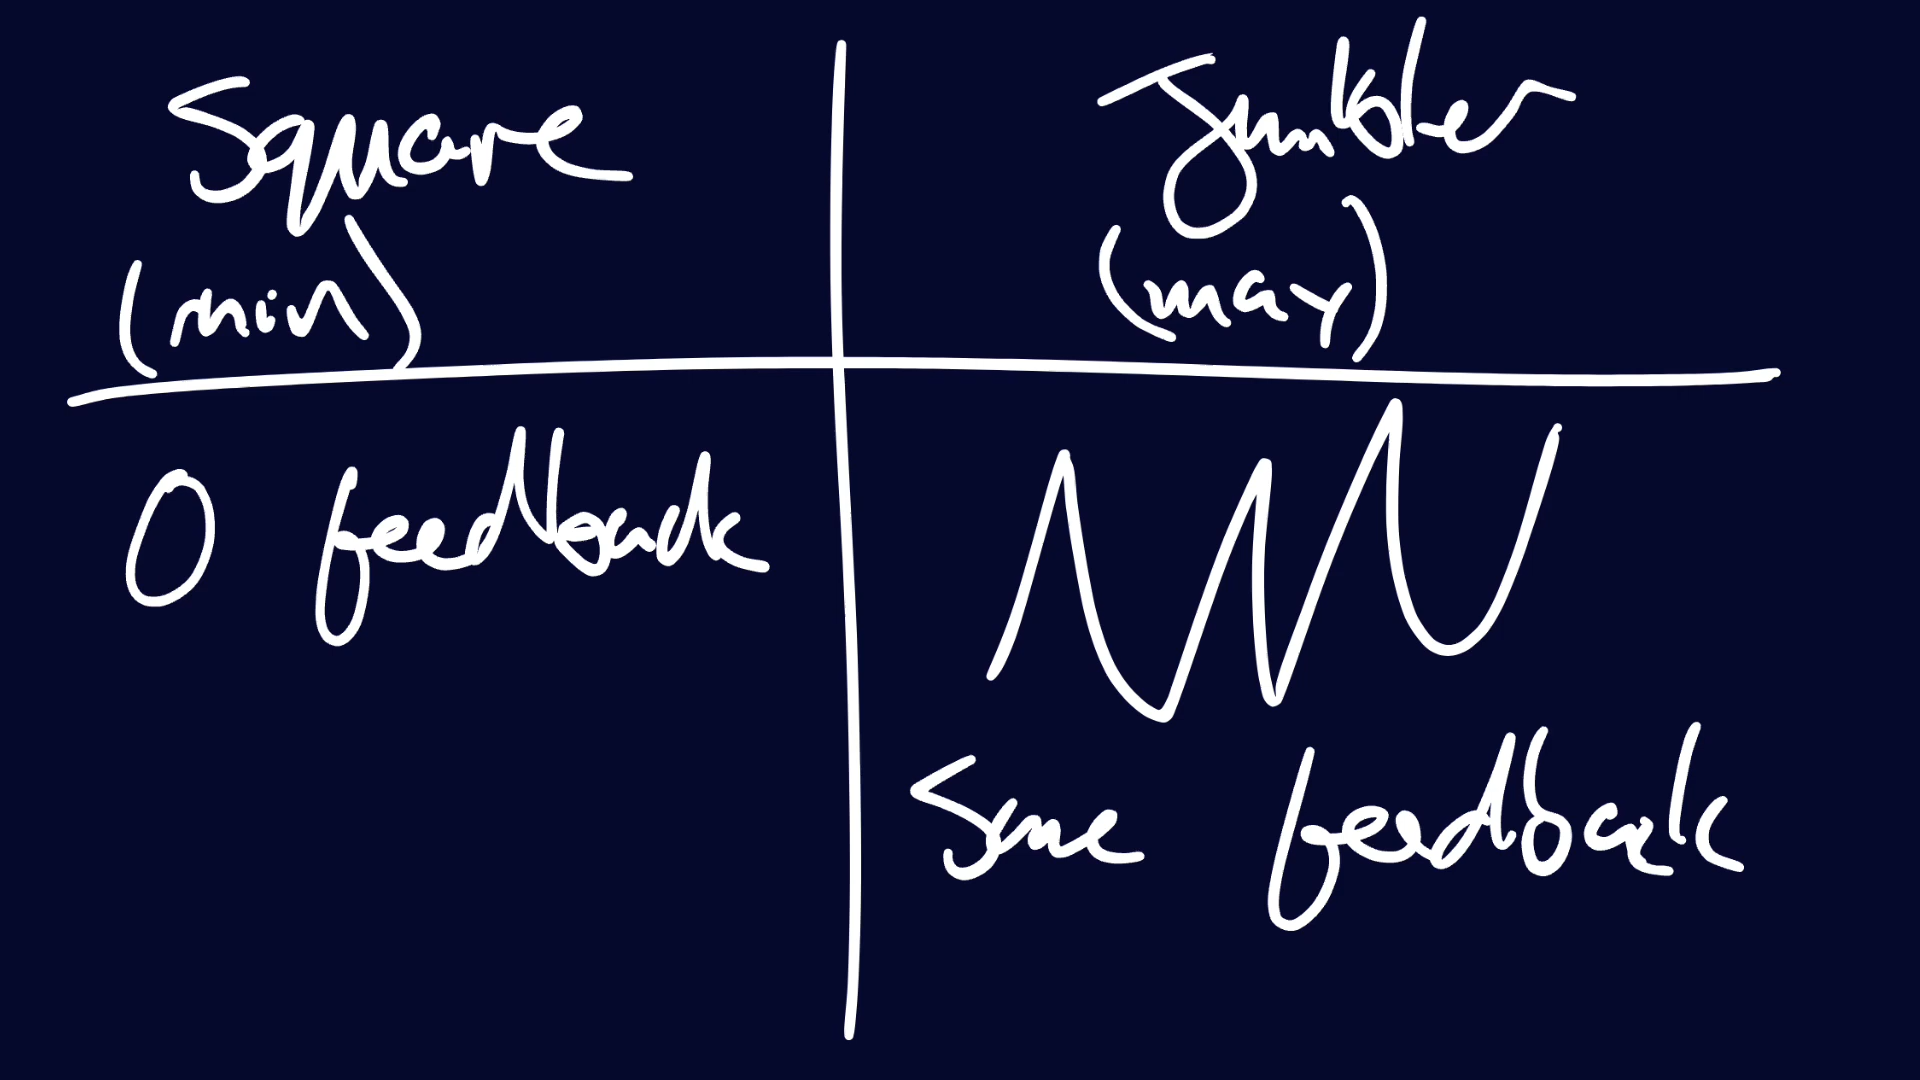 Square
(min)
Jumbler
(max)
0 feedback
Some feedback